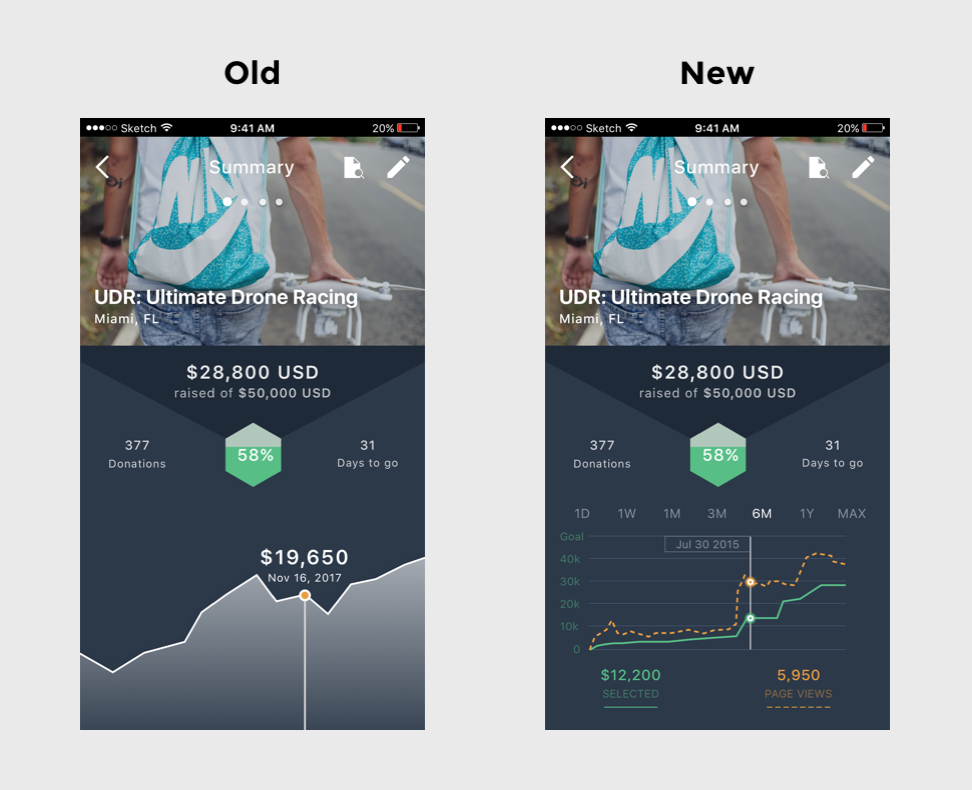 Old
Sketch 9:41 AM 20%
Summary
UDR: Ultimate Drone Racing
Miami, FL
$28,800 USD
raised of $50,000 USD
377
Donations
58%
31
Days to go
$19,650
Nov 16, 2017
New
Sketch 9:41 AM 20%
Summary
UDR: Ultimate Drone Racing
Miami, FL
$28,800 USD
raised of $50,000 USD
377
Donations
58%
31
Days to go
1D 1W 1M 3M 6M 1Y MAX
Goal
Jul 30 2015
40k
30k
20k
10k
0
$12,200
SELECTED
5,950
PAGE VIEWS